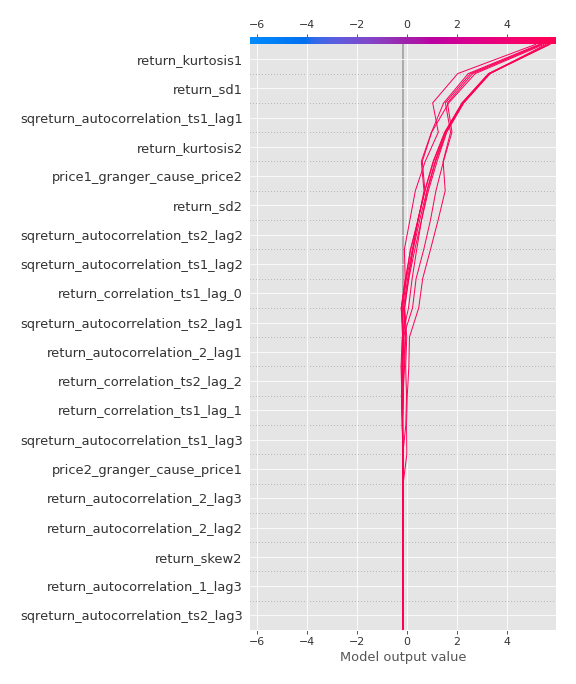 −6 −4 −2 0 2 4
return_kurtosis1
return_sd1
sqreturn_autocorrelation_ts1_lag1
return_kurtosis2
price1_granger_cause_price2
return_sd2
sqreturn_autocorrelation_ts2_lag2
sqreturn_autocorrelation_ts1_lag2
return_correlation_ts1_lag_0
sqreturn_autocorrelation_ts2_lag1
return_autocorrelation_2_lag1
return_correlation_ts2_lag_2
return_correlation_ts1_lag_1
sqreturn_autocorrelation_ts1_lag3
price2_granger_cause_price1
return_autocorrelation_2_lag3
return_autocorrelation_2_lag2
return_skew2
return_autocorrelation_1_lag3
sqreturn_autocorrelation_ts2_lag3
−6 −4 −2 0 2 4
Model output value